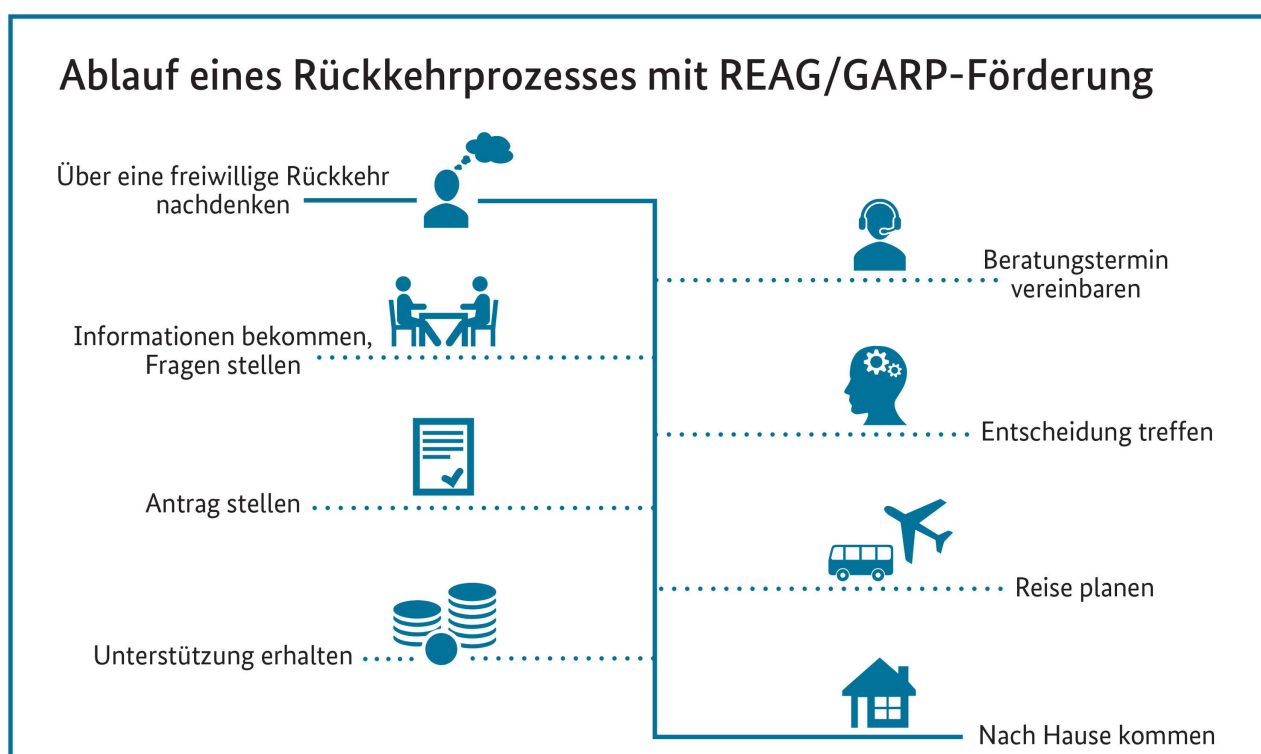 Ablauf eines Rückkehrprozesses mit REAG/GARP-Förderung
Über eine freiwillige Rückkehr
nachdenken
Beratungstermin
vereinbaren
Informationen bekommen,
Fragen stellen
Entscheidung treffen
Antrag stellen
Reise planen
Unterstützung erhalten
Nach Hause kommen